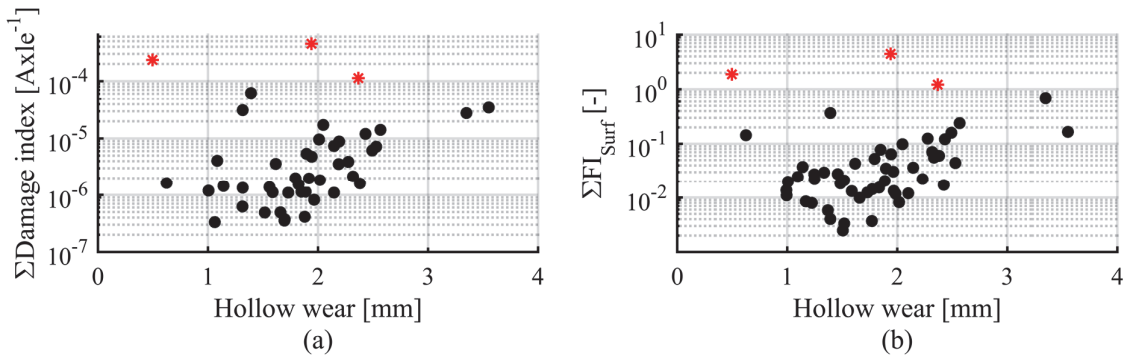 ΣDamage index [Axle⁻¹]
10⁻⁴
10⁻⁵
10⁻⁶
10⁻⁷
0 1 2 3 4
Hollow wear [mm]
(a)
ΣFI_Surf [-]
10¹
10⁰
10⁻¹
10⁻²
0 1 2 3 4
Hollow wear [mm]
(b)